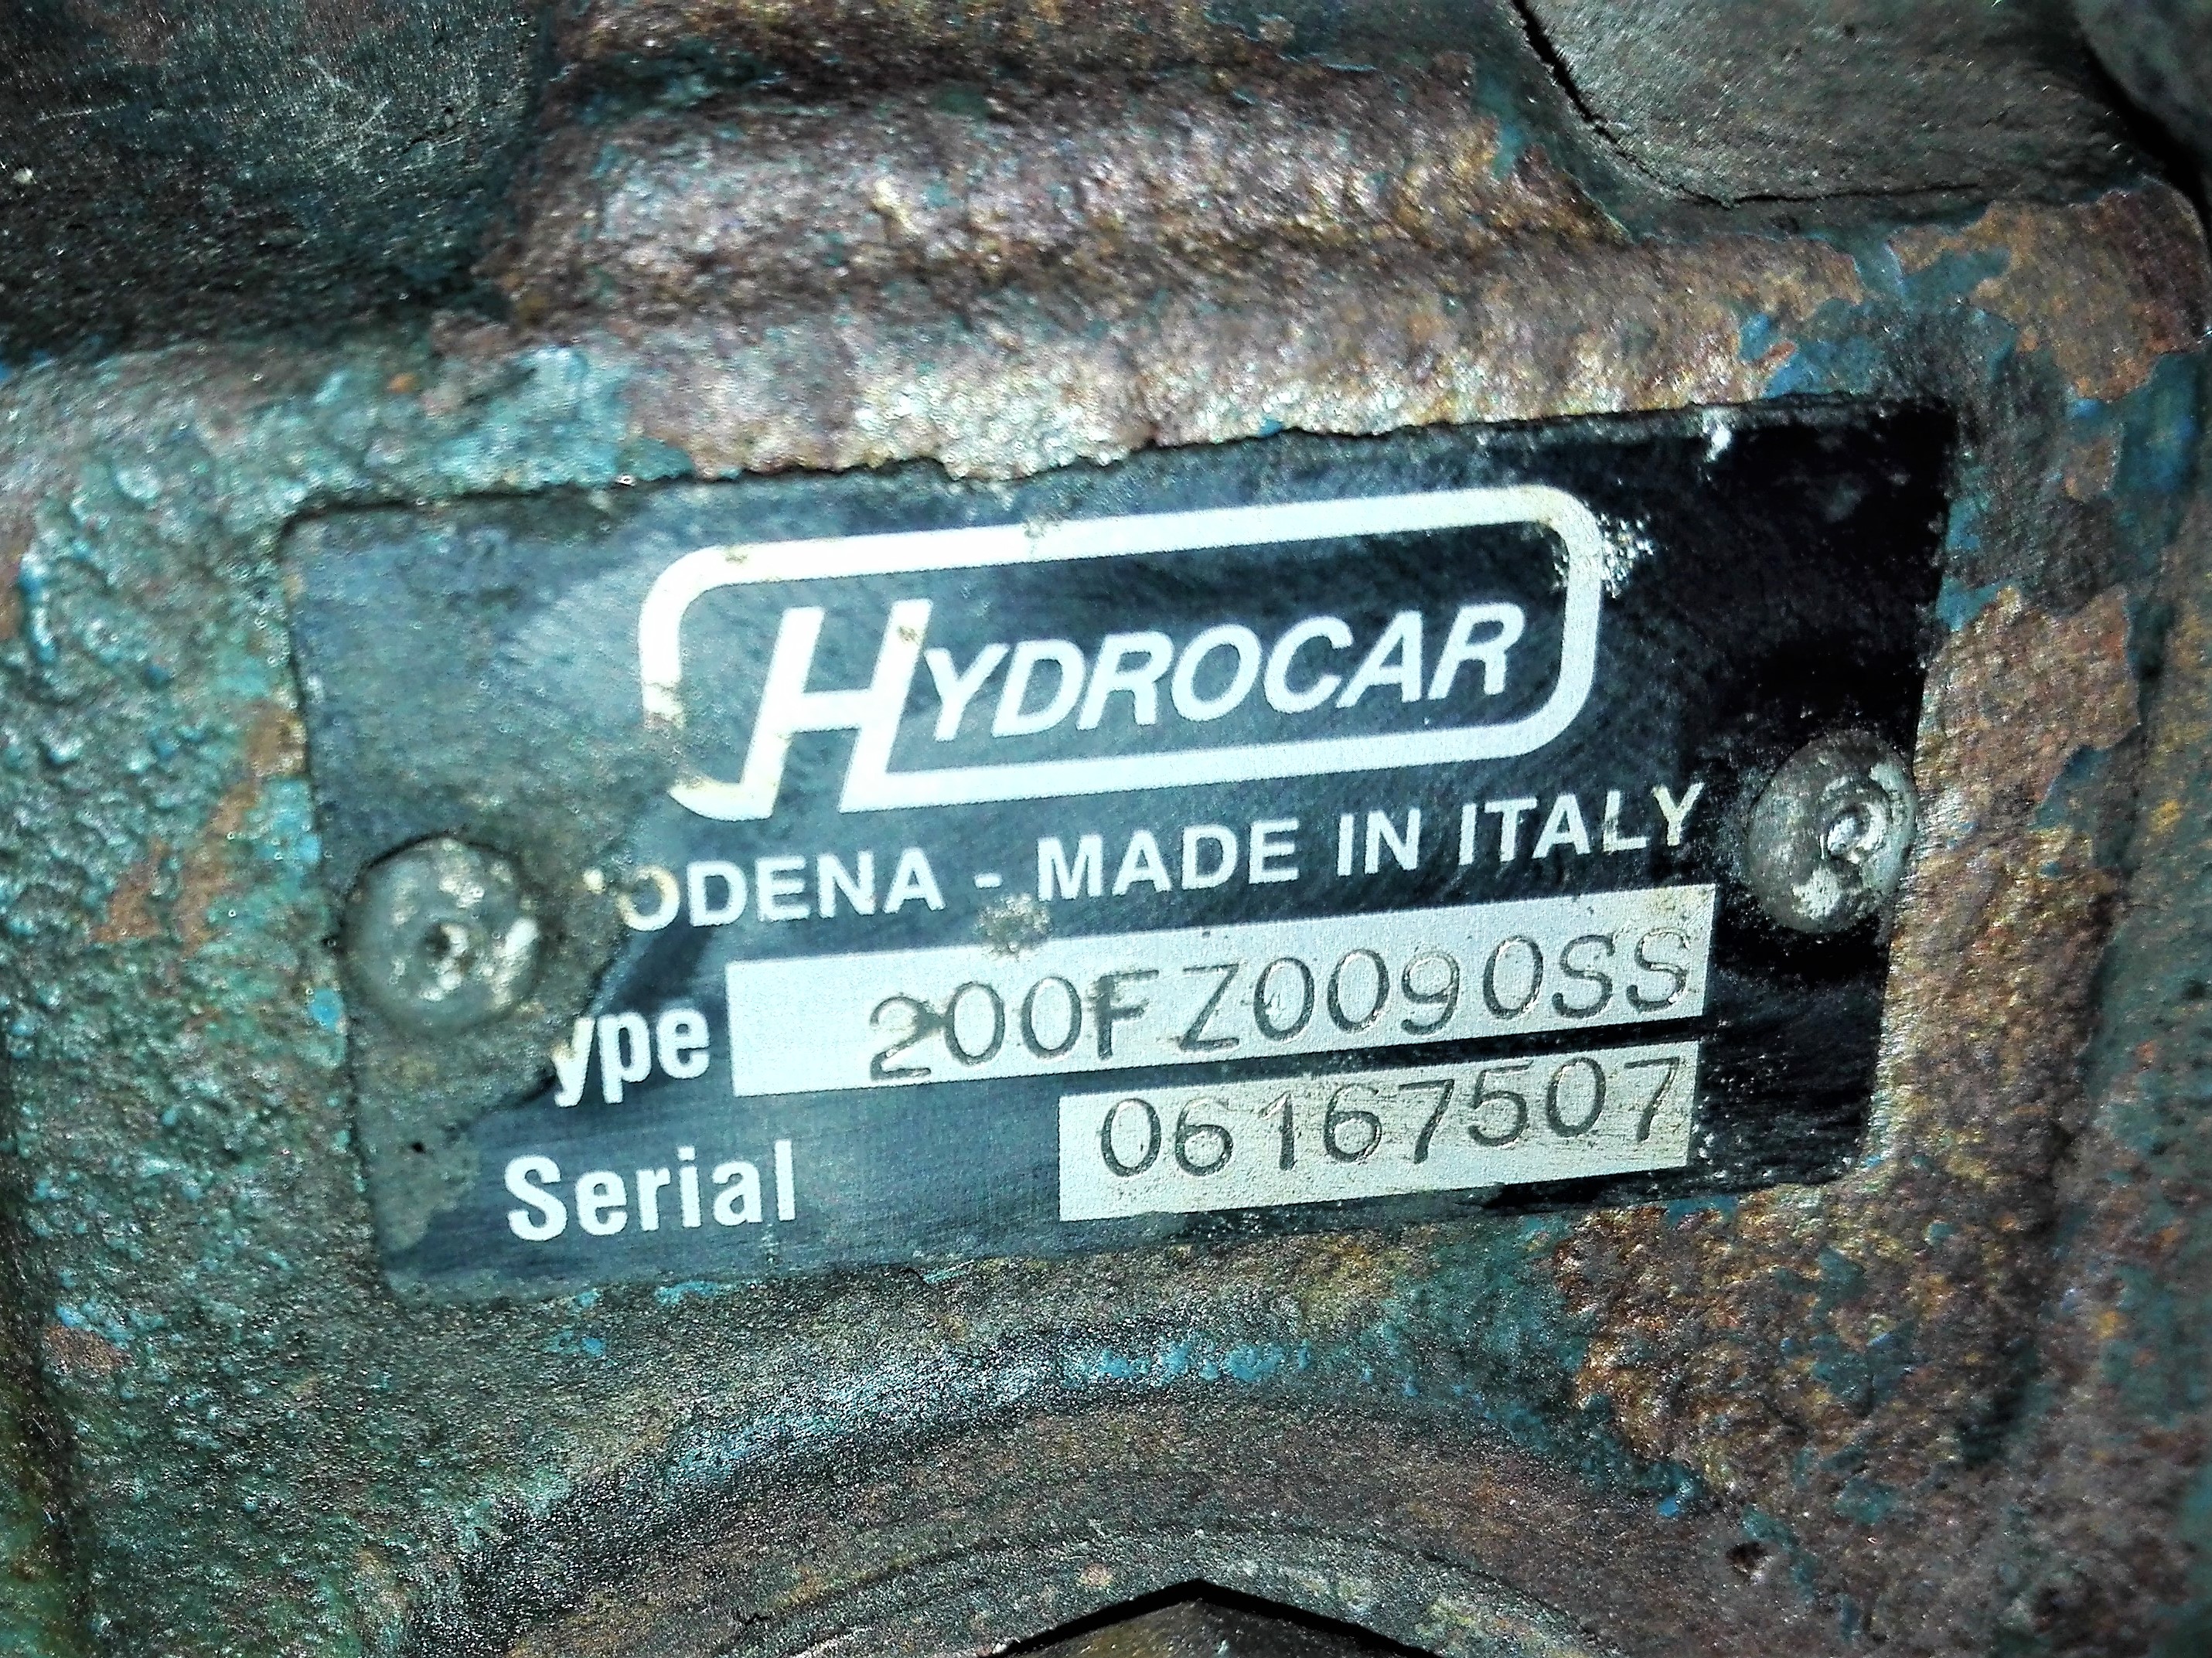 HYDROCAR
ODENA - MADE IN ITALY
ype 200FZ0090SS
Serial 06167507